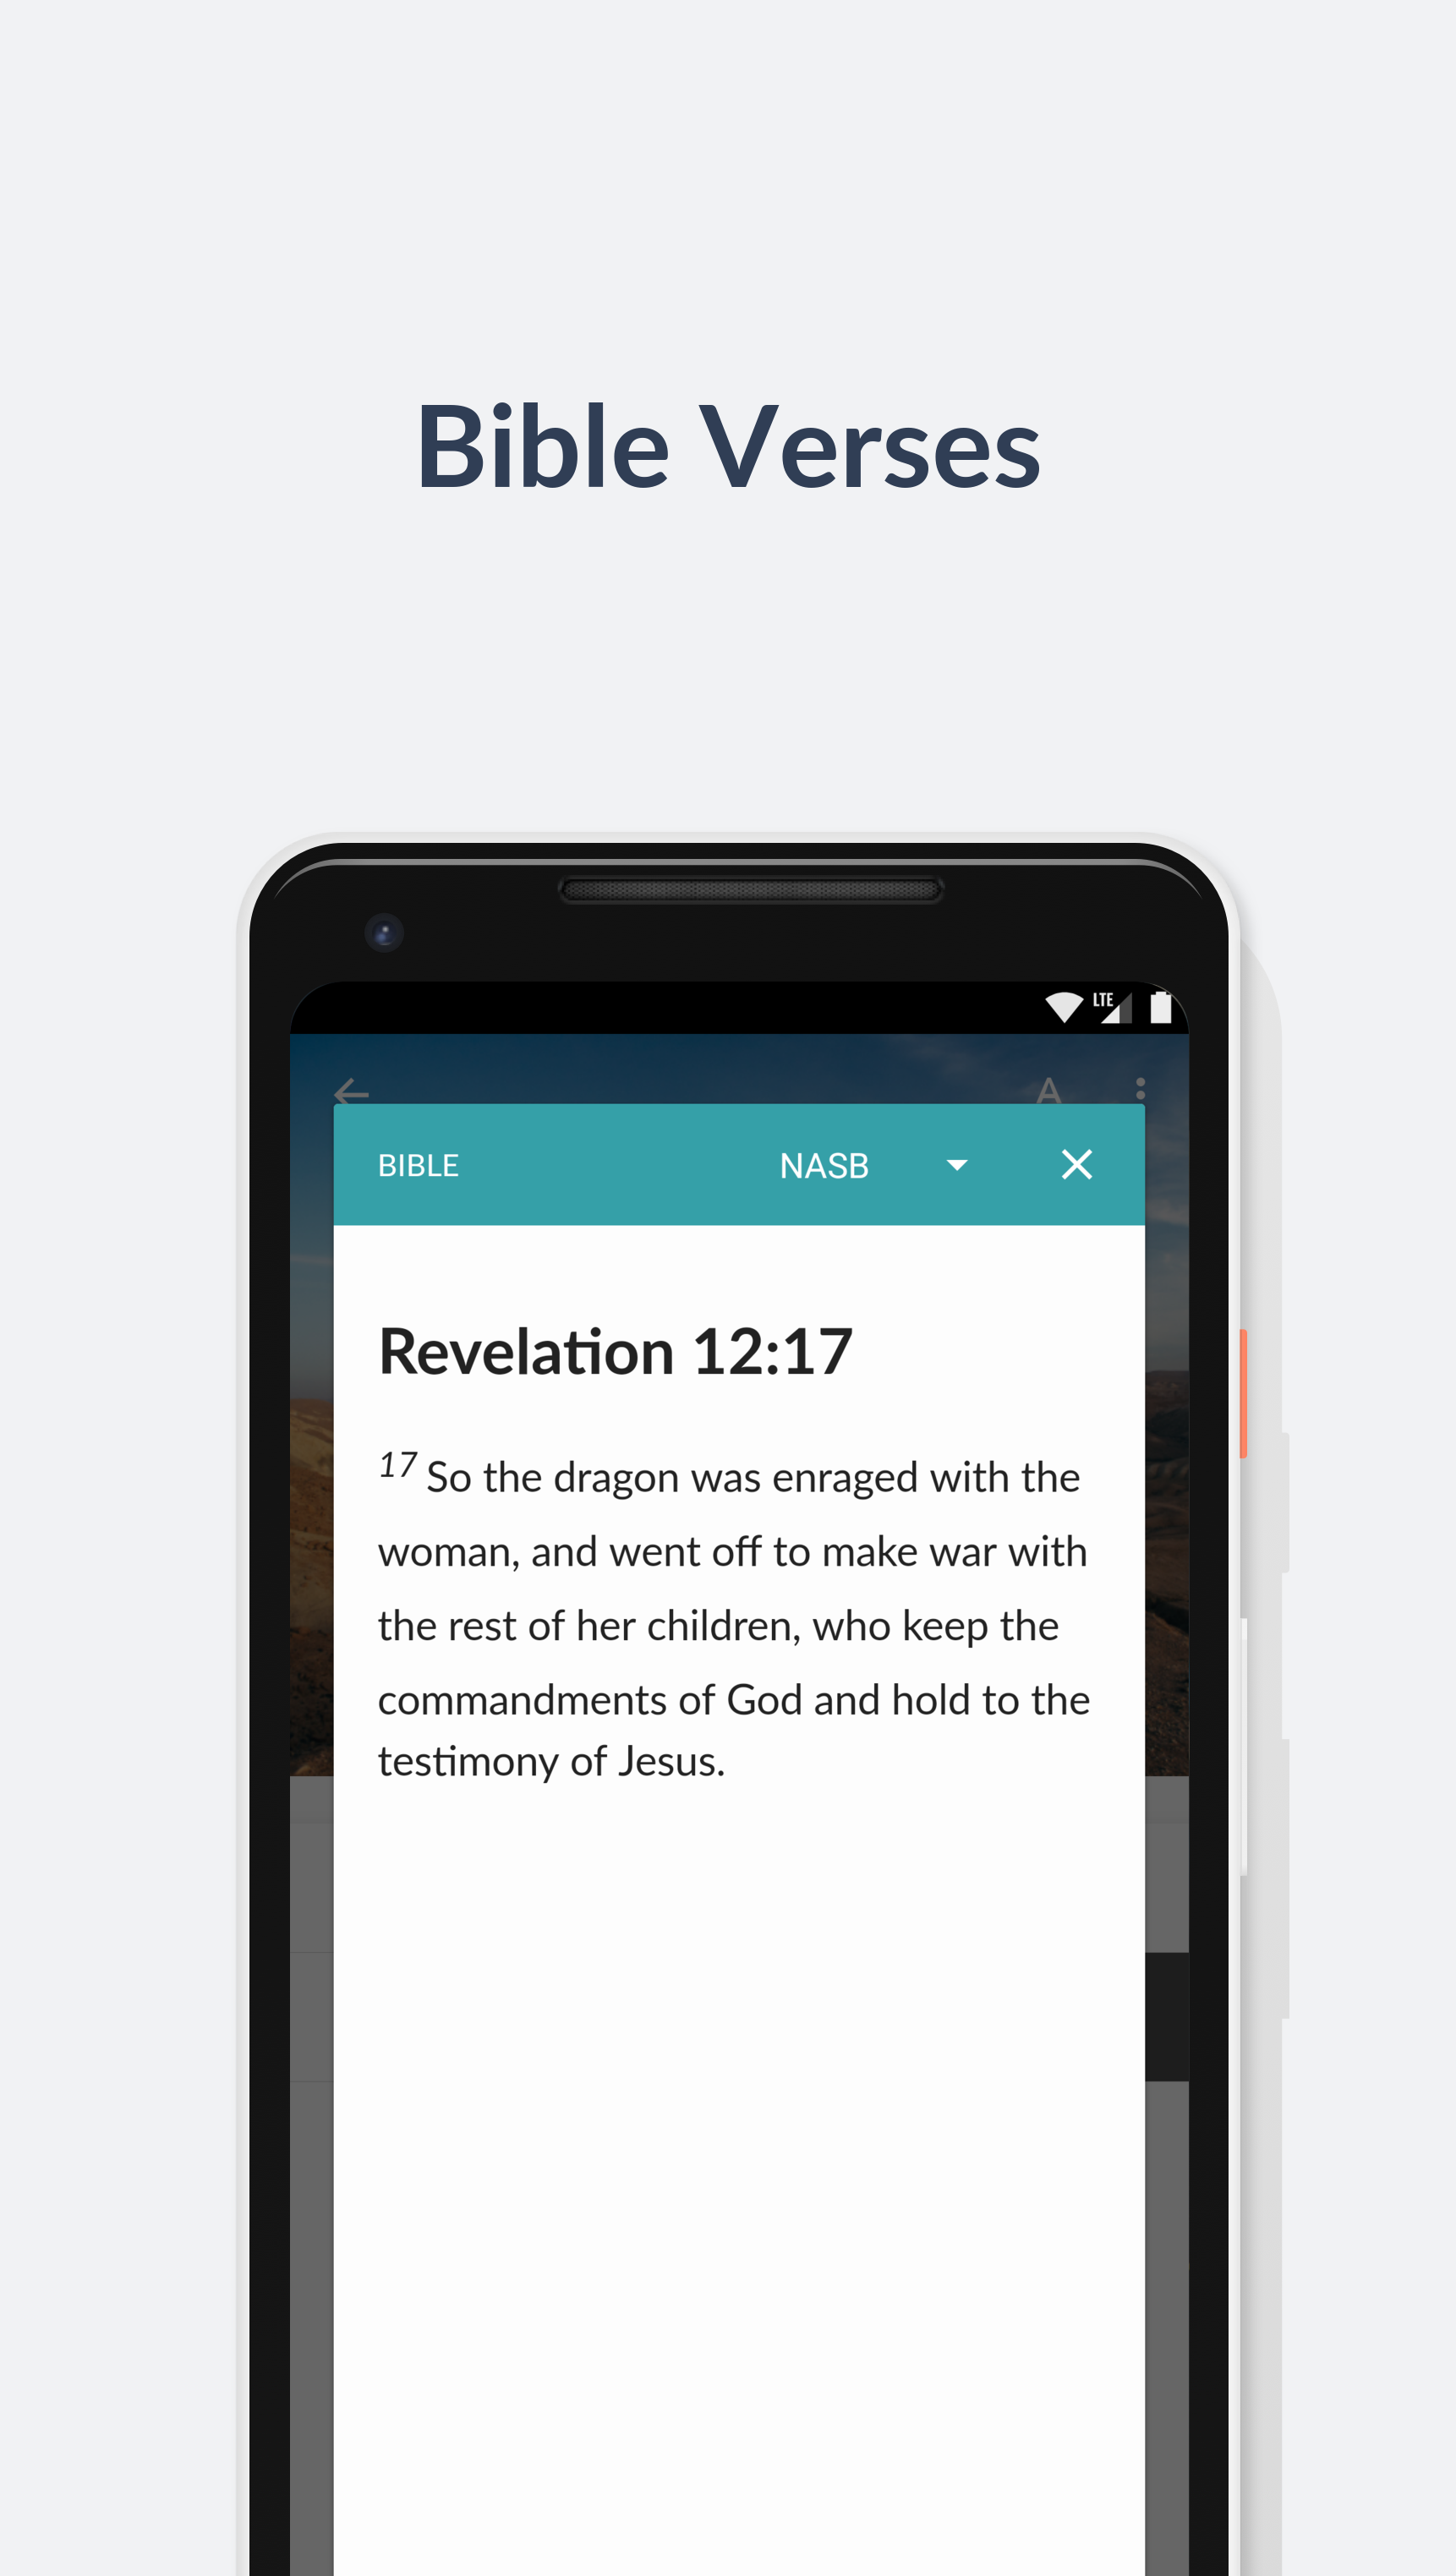 Bible Verses
LTE
A
BIBLE NASB
Revelation 12:17
17 So the dragon was enraged with the
woman, and went off to make war with
the rest of her children, who keep the
commandments of God and hold to the
testimony of Jesus.